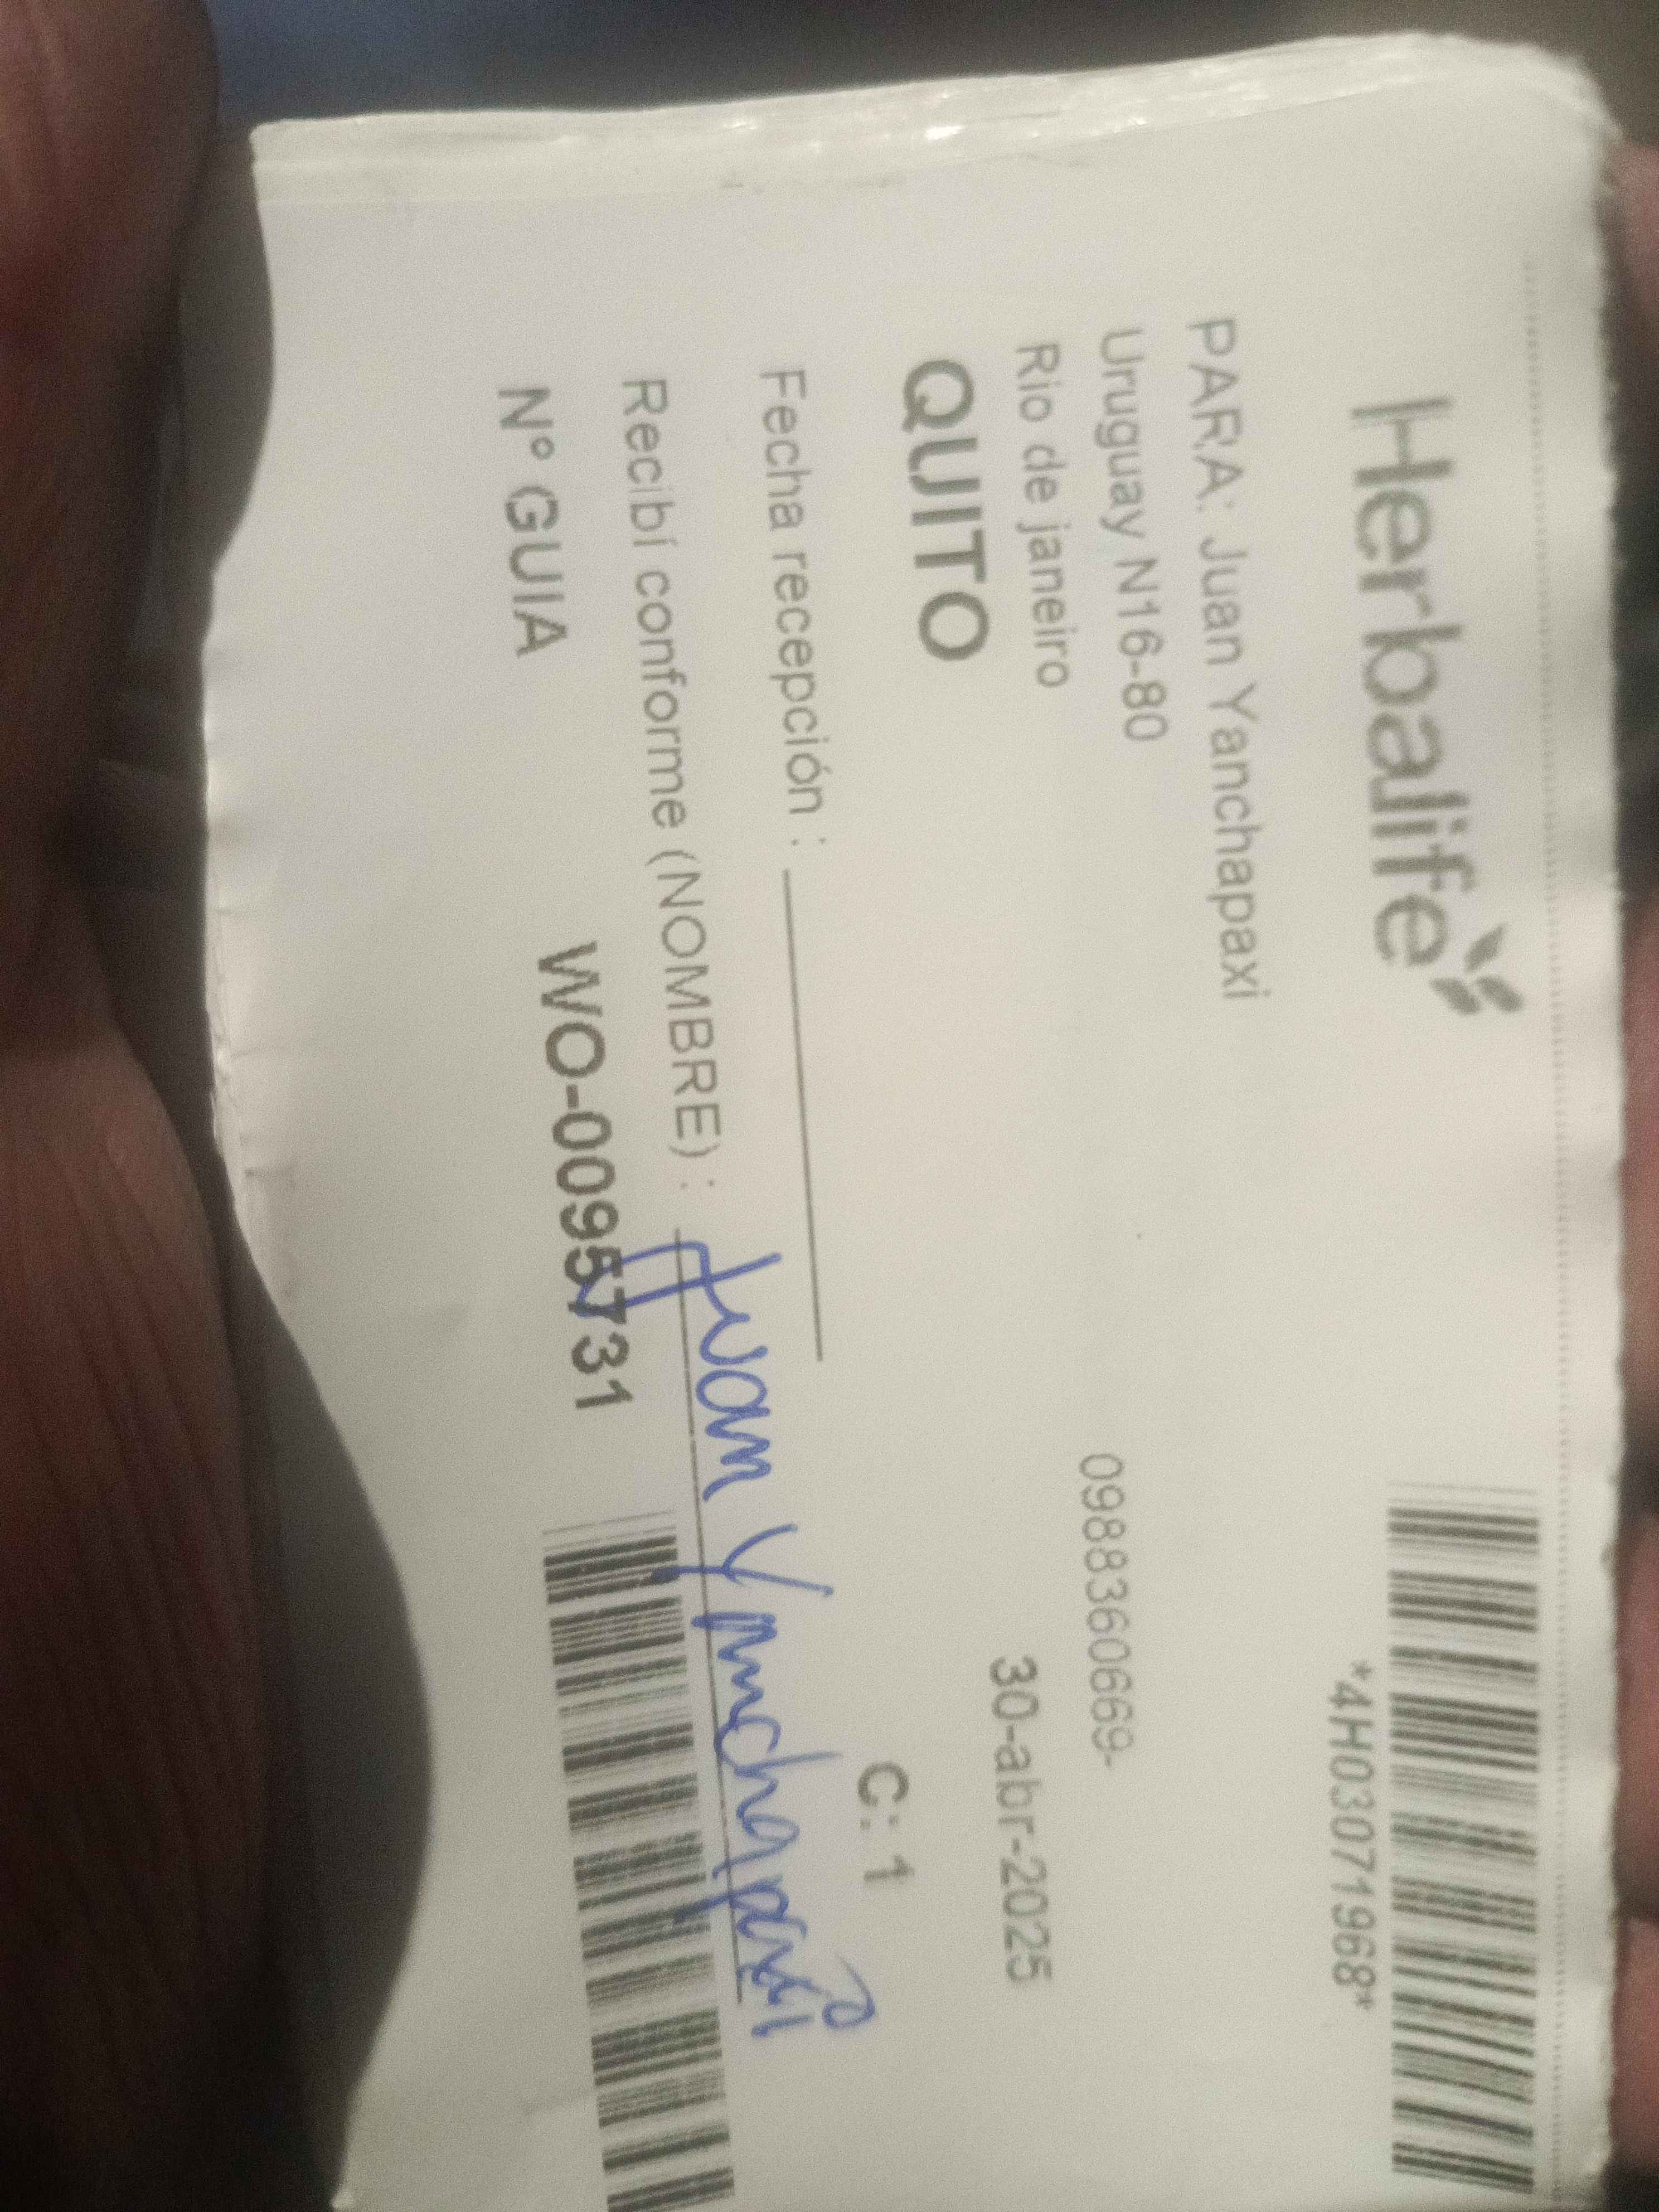 Herbalife
*4H03071968*
PARA: Juan Yanchapaxi
Uruguay N16-80
0988360669-
Rio de janeiro
30-abr-2025
QUITO
C: 1
Fecha recepción :
Recibí conforme (NOMBRE) : Juan Yanchapaxi
N° GUIA WO-00957731